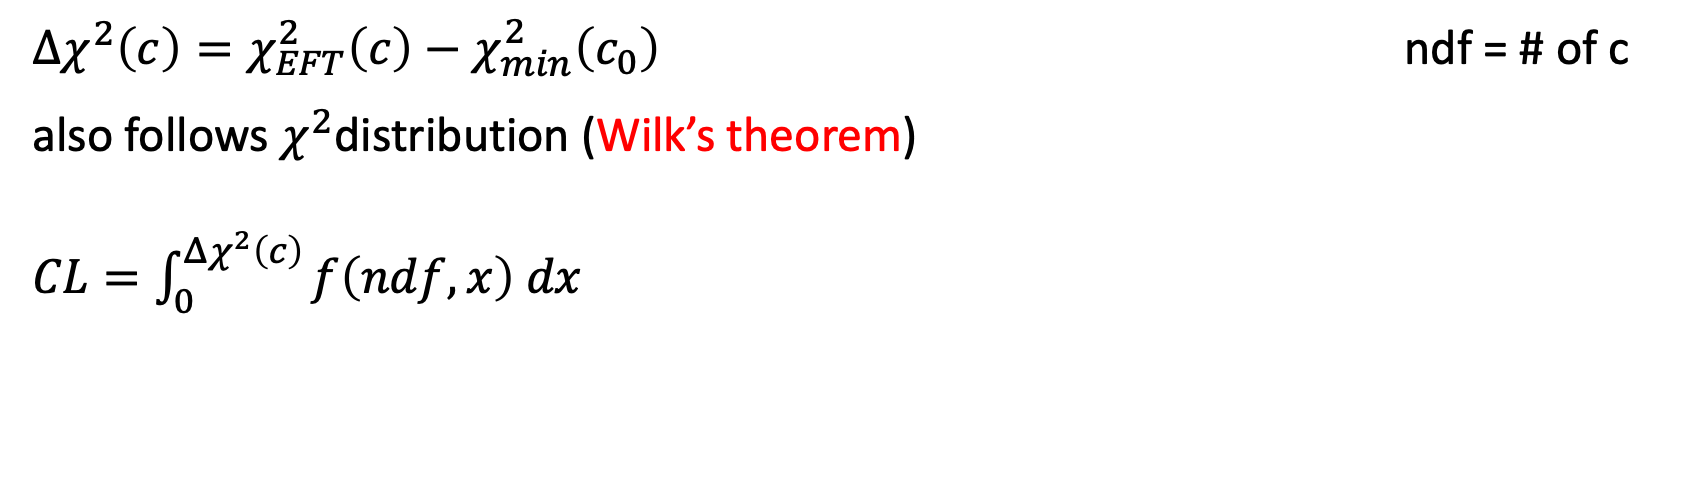 Δχ²(c) = χ²_EFT(c) − χ²_min(c₀) ndf = # of c
also follows χ² distribution (Wilk’s theorem)
CL = ∫₀^{Δχ²(c)} f(ndf, x) dx